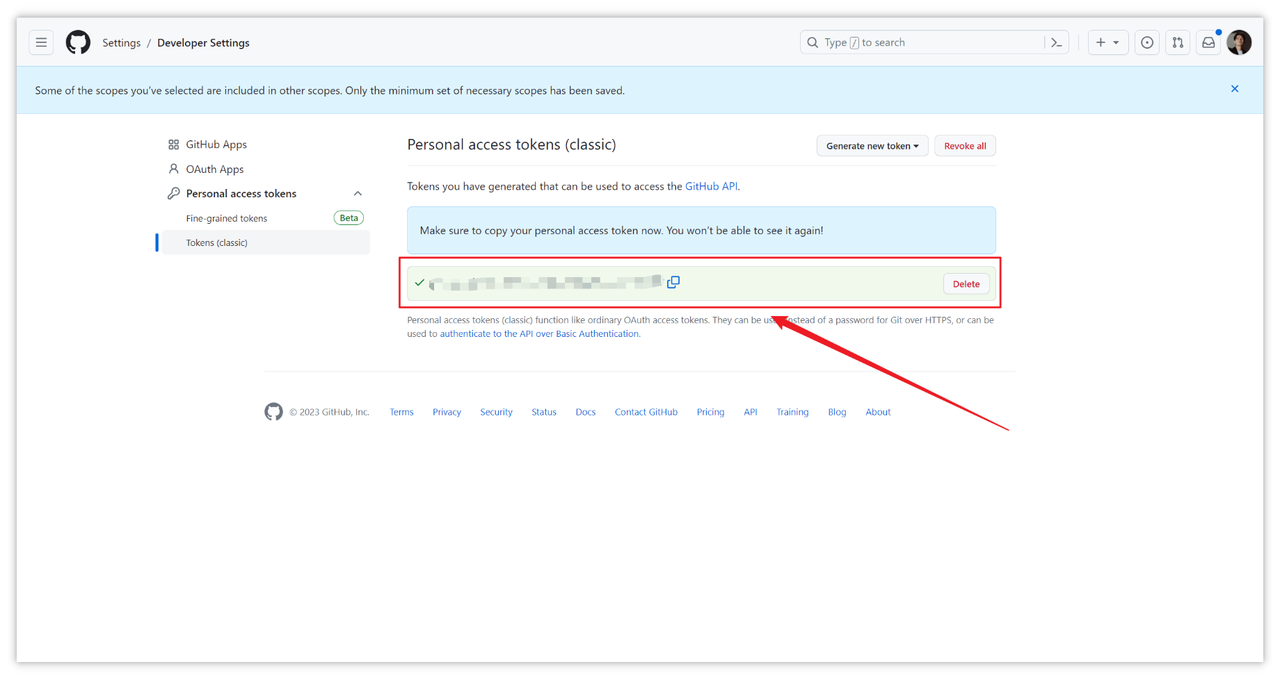 Settings / Developer Settings
Type / to search
Some of the scopes you've selected are included in other scopes. Only the minimum set of necessary scopes has been saved.
GitHub Apps
OAuth Apps
Personal access tokens
Fine-grained tokens Beta
Tokens (classic)
Personal access tokens (classic)
Generate new token
Revoke all
Tokens you have generated that can be used to access the GitHub API.
Make sure to copy your personal access token now. You won't be able to see it again!
Delete
Personal access tokens (classic) function like ordinary OAuth access tokens. They can be instead of a password for Git over HTTPS, or can be
used to authenticate to the API over Basic Authentication.
© 2023 GitHub, Inc. Terms Privacy Security Status Docs Contact GitHub Pricing API Training Blog About